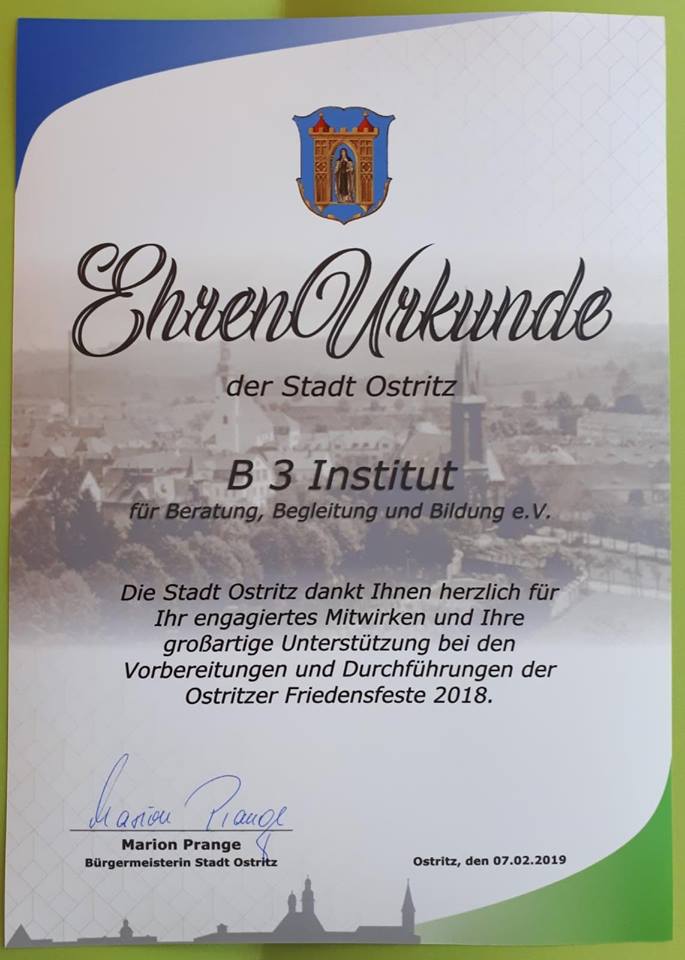 EhrenUrkunde
der Stadt Ostritz
B 3 Institut
für Beratung, Begleitung und Bildung e.V.
Die Stadt Ostritz dankt Ihnen herzlich für
Ihr engagiertes Mitwirken und Ihre
großartige Unterstützung bei den
Vorbereitungen und Durchführungen der
Ostritzer Friedensfeste 2018.
Marion Prange
Marion Prange
Bürgermeisterin Stadt Ostritz
Ostritz, den 07.02.2019